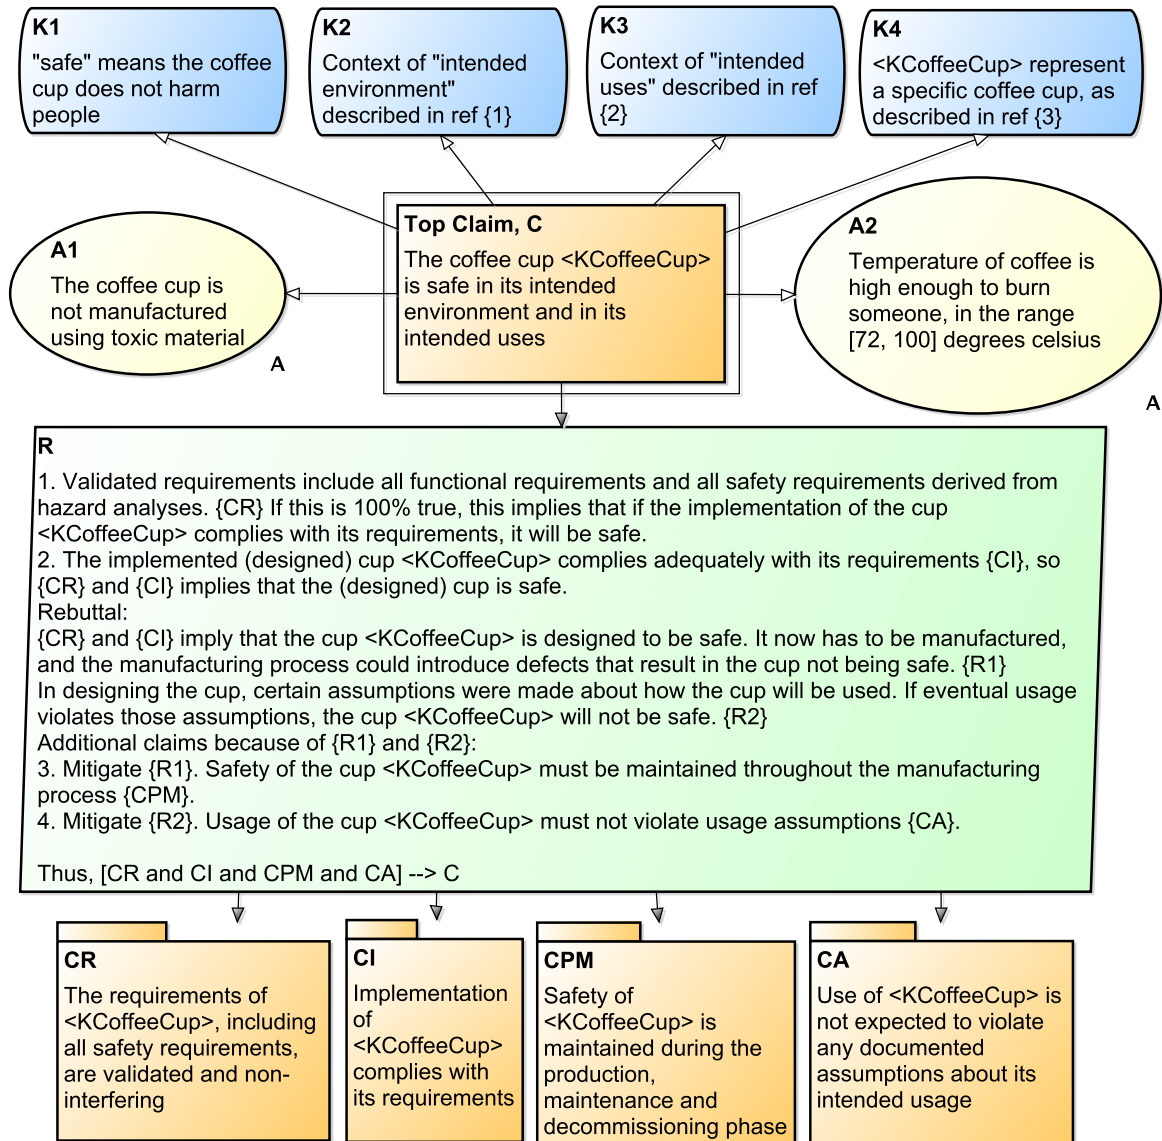 K1
"safe" means the coffee
cup does not harm
people
K2
Context of "intended
environment"
described in ref {1}
K3
Context of "intended
uses" described in ref
{2}
K4
<KCoffeeCup> represent
a specific coffee cup, as
described in ref {3}
A1
The coffee cup is
not manufactured
using toxic material
A
Top Claim, C
The coffee cup <KCoffeeCup>
is safe in its intended
environment and in its
intended uses
A2
Temperature of coffee is
high enough to burn
someone, in the range
[72, 100] degrees celsius
A
R
1. Validated requirements include all functional requirements and all safety requirements derived from
hazard analyses. {CR} If this is 100% true, this implies that if the implementation of the cup
<KCoffeeCup> complies with its requirements, it will be safe.
2. The implemented (designed) cup <KCoffeeCup> complies adequately with its requirements {CI}, so
{CR} and {CI} implies that the (designed) cup is safe.
Rebuttal:
{CR} and {CI} imply that the cup <KCoffeeCup> is designed to be safe. It now has to be manufactured,
and the manufacturing process could introduce defects that result in the cup not being safe. {R1}
In designing the cup, certain assumptions were made about how the cup will be used. If eventual usage
violates those assumptions, the cup <KCoffeeCup> will not be safe. {R2}
Additional claims because of {R1} and {R2}:
3. Mitigate {R1}. Safety of the cup <KCoffeeCup> must be maintained throughout the manufacturing
process {CPM}.
4. Mitigate {R2}. Usage of the cup <KCoffeeCup> must not violate usage assumptions {CA}.
Thus, [CR and CI and CPM and CA] --> C
CR
The requirements of
<KCoffeeCup>, including
all safety requirements,
are validated and non-
interfering
CI
Implementation
of
<KCoffeeCup>
complies with
its requirements
CPM
Safety of
<KCoffeeCup> is
maintained during the
production,
maintenance and
decommissioning phase
CA
Use of <KCoffeeCup> is
not expected to violate
any documented
assumptions about its
intended usage